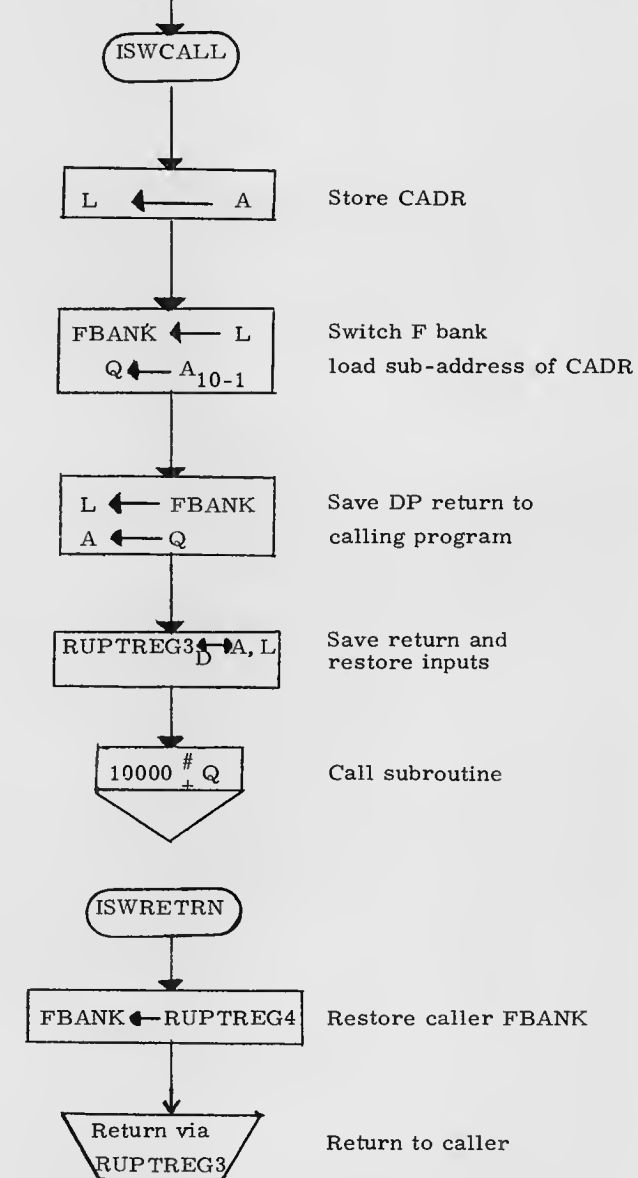 ISWCALL
L ← A Store CADR
FBANK ← L Switch F bank
Q ← A10-1 load sub-address of CADR
L ← FBANK Save DP return to
A ← Q calling program
RUPTREG3 ↔ A, L Save return and
D restore inputs
#
10000 + Q Call subroutine
ISWRETRN
FBANK ← RUPTREG4 Restore caller FBANK
Return via
RUPTREG3 Return to caller